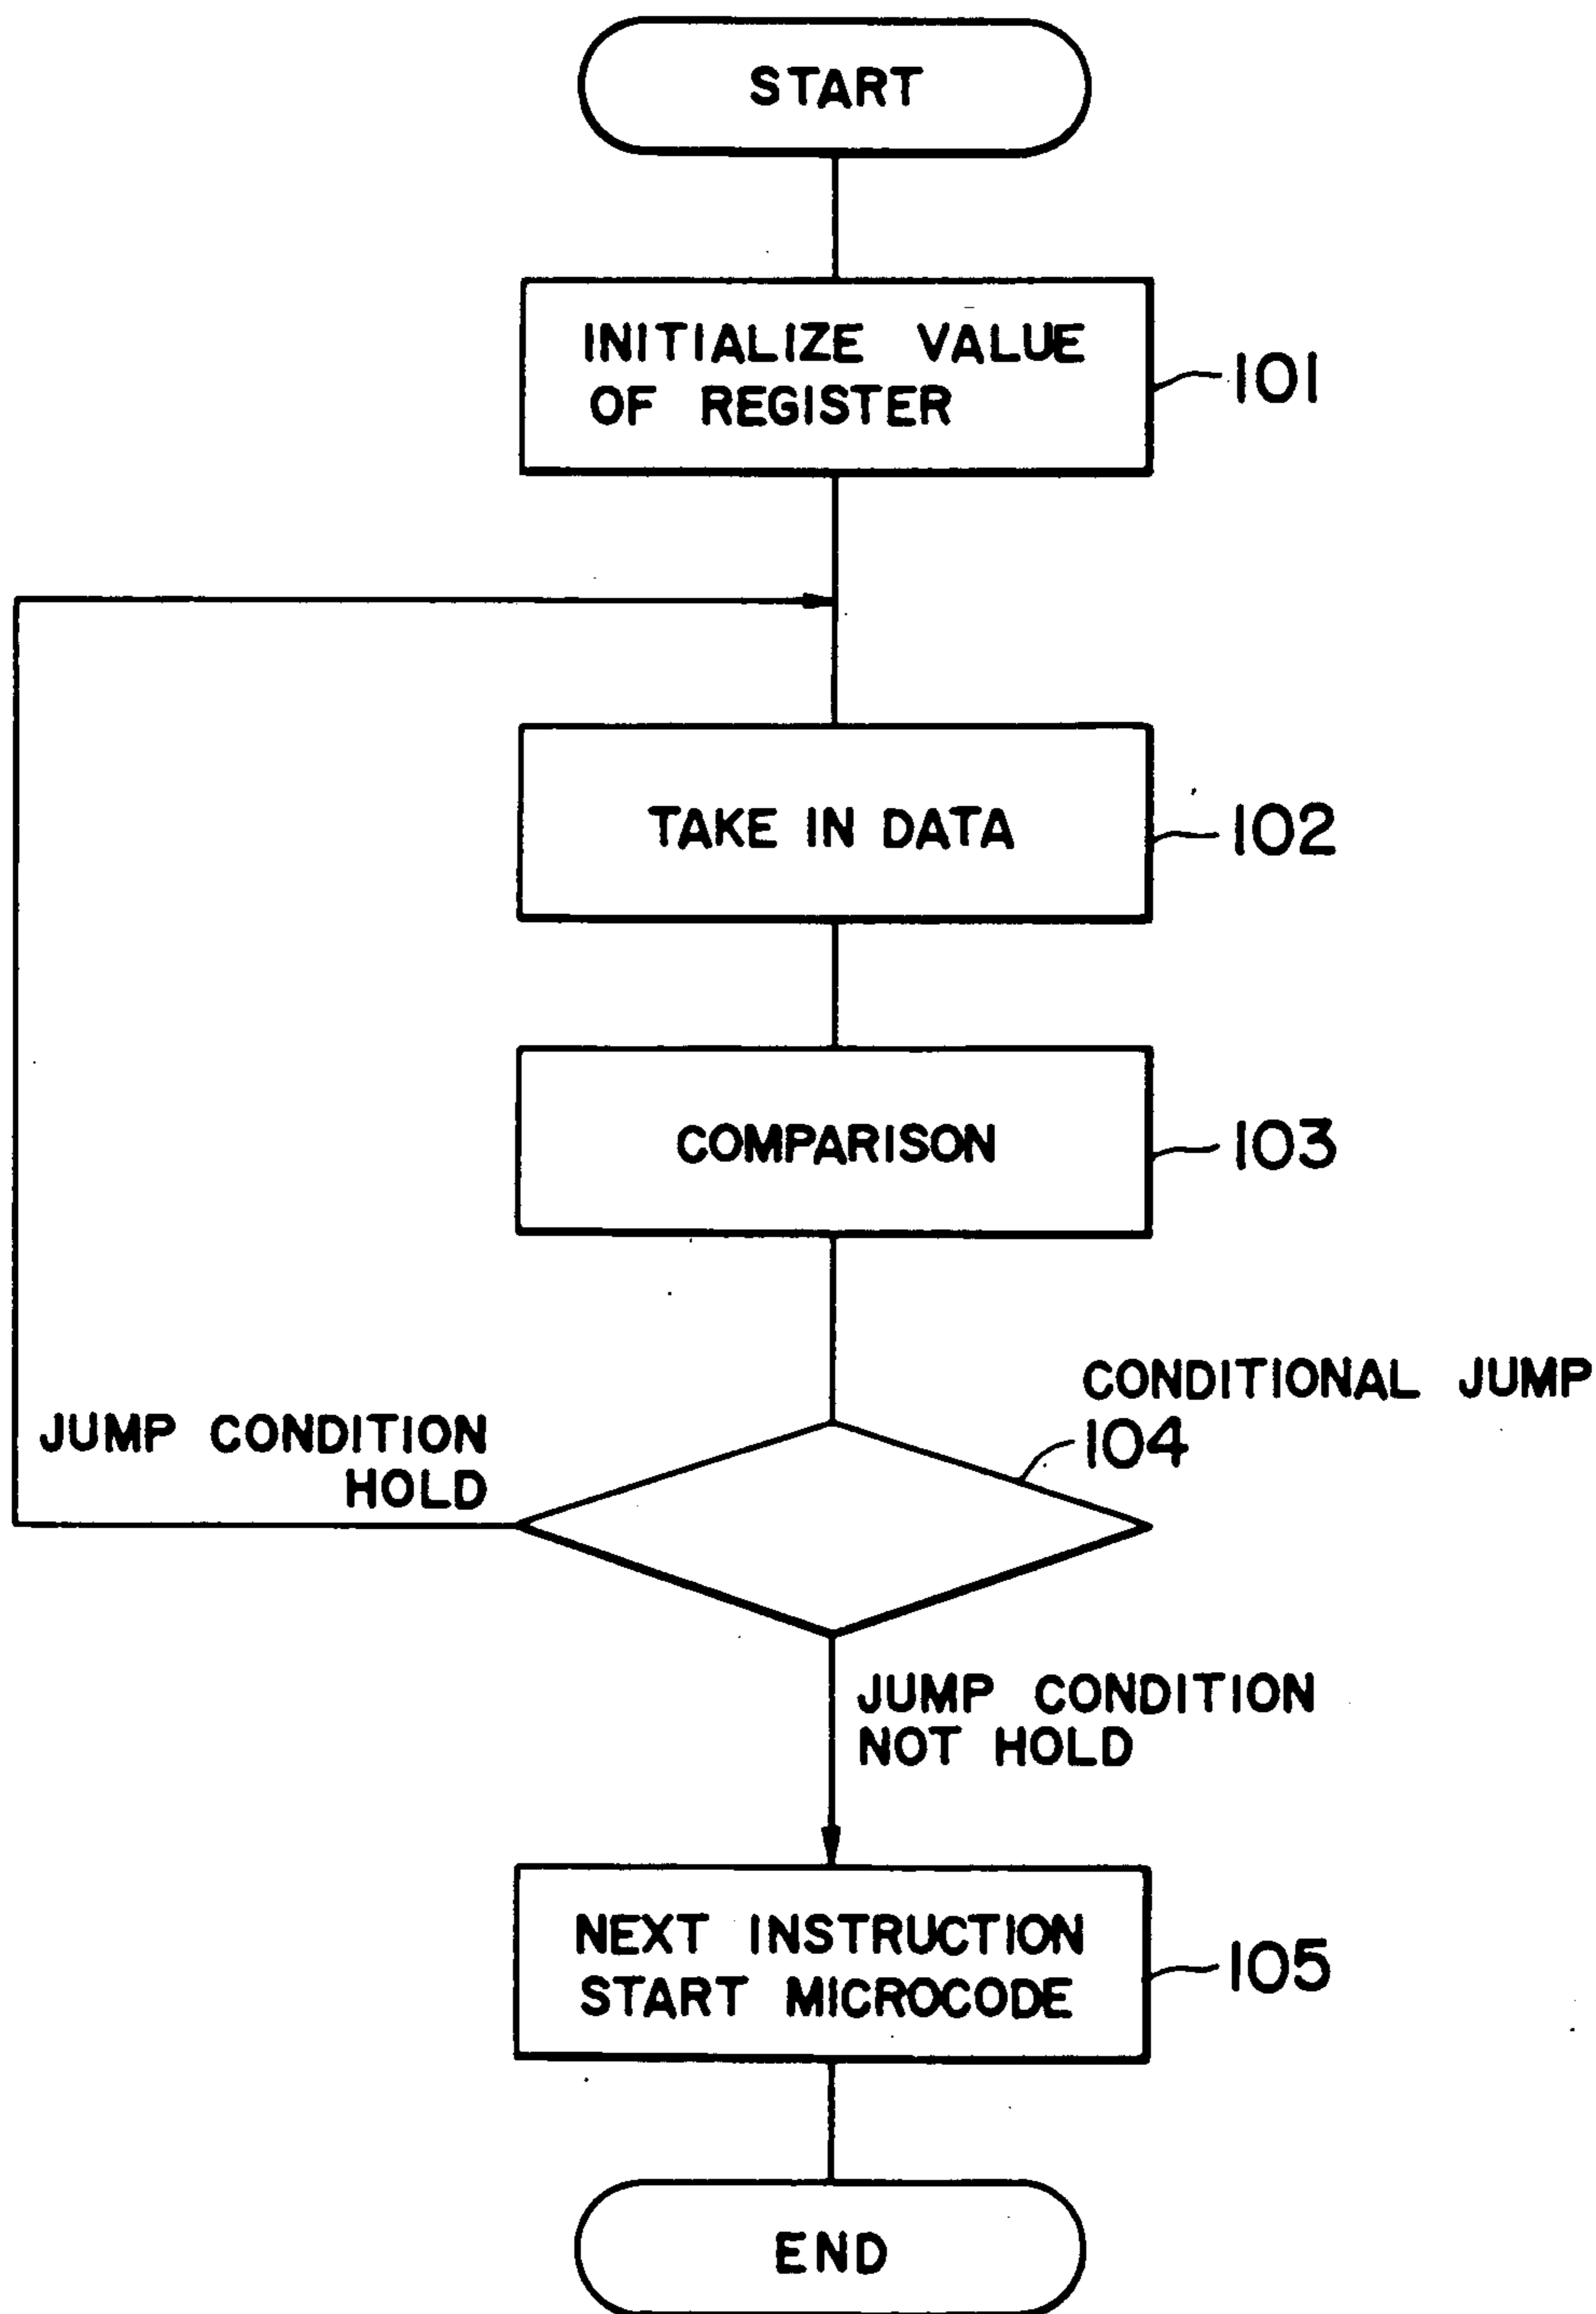 START
INITIALIZE VALUE
OF REGISTER
101
TAKE IN DATA
102
COMPARISON
103
CONDITIONAL JUMP
104
JUMP CONDITION
HOLD
JUMP CONDITION
NOT HOLD
NEXT INSTRUCTION
START MICROCODE
105
END